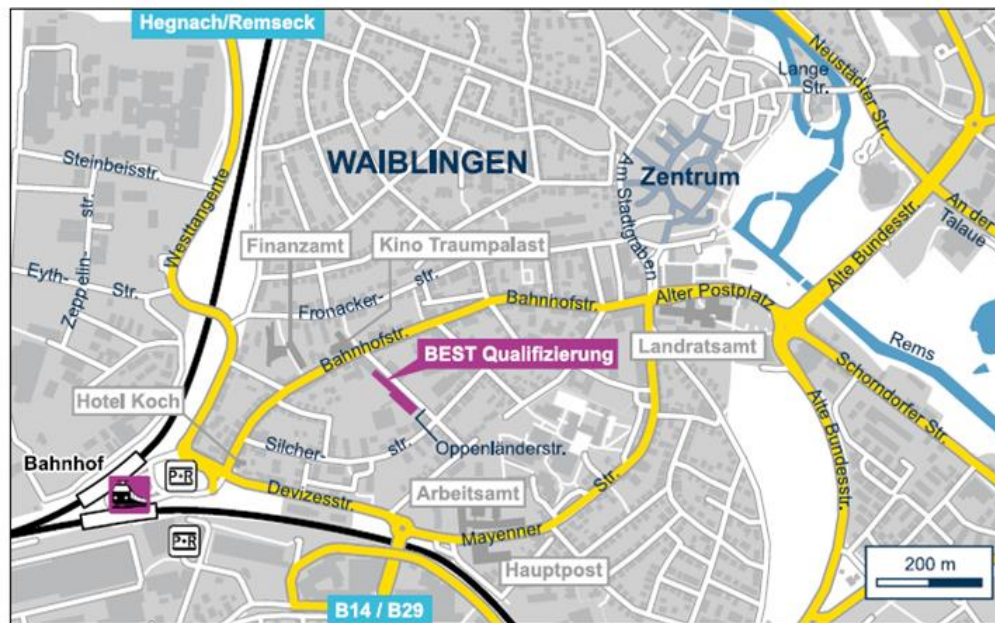 Hegnach/Remseck
Neustädter Str.
Lange
Str.
WAIBLINGEN
Steinbeisstr.
Zentrum
Am Stadtgraben
An der
Talaue
Westtangente
Finanzamt
Kino Traumpalast
Zeppelin-
str.
Eyth-
Str.
Fronacker-
str.
Alte Bundesstr.
Bahnhofstr.
Alter Postplatz
Bahnhofstr.
BEST Qualifizierung
Landratsamt
Rems
Hotel Koch
Schorndorfer Str.
Alte Bundesstr.
Silcher-
str.
Oppenländerstr.
Bahnhof
P+R
Devizesstr.
Arbeitsamt
Mayenner
Str.
P+R
Hauptpost
200 m
B14 / B29